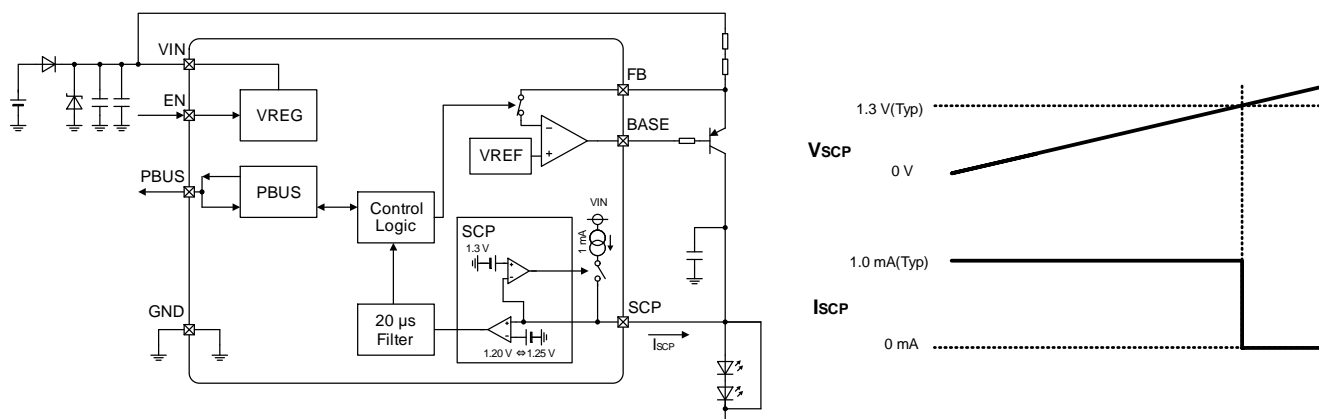 VIN
EN
VREG
PBUS
PBUS
Control
Logic
GND
20 µs
Filter
SCP
1.3 V
1.20 V ⇔ 1.25 V
VREF
VIN
1 mA
FB
BASE
SCP
ISCP
VSCP
1.3 V(Typ)
0 V
ISCP
1.0 mA(Typ)
0 mA